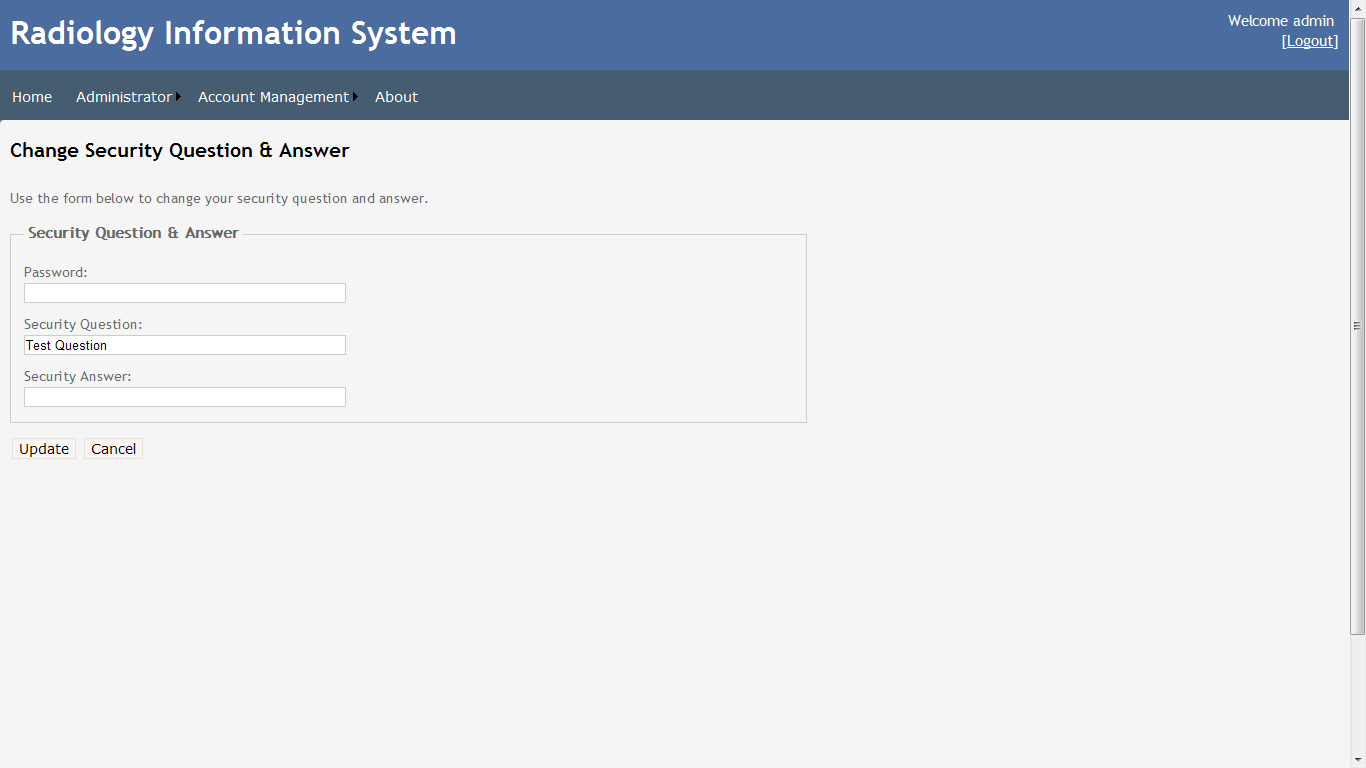 Radiology Information System
Welcome admin
[Logout]
Home Administrator Account Management About
Change Security Question & Answer
Use the form below to change your security question and answer.
Security Question & Answer
Password:
Security Question:
Test Question
Security Answer:
Update Cancel